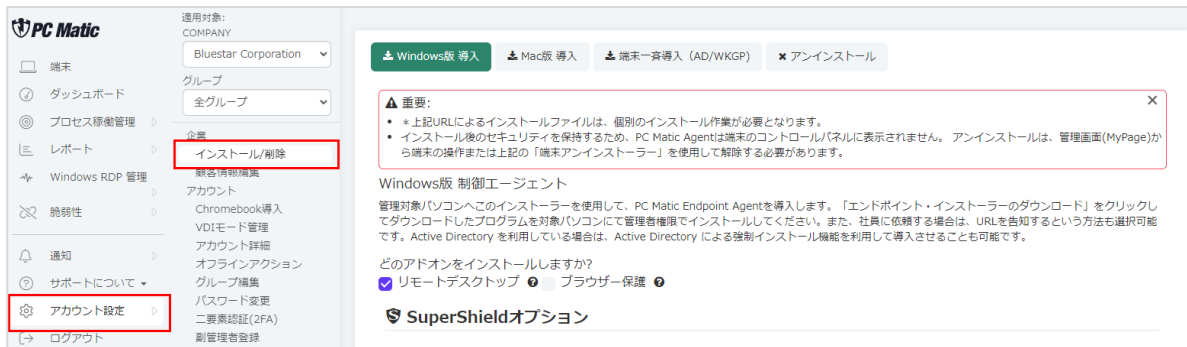 PC Matic
端末
ダッシュボード
プロセス稼働管理
レポート
Windows RDP 管理
脆弱性
通知
サポートについて
アカウント設定
ログアウト
適用対象:
COMPANY
Bluestar Corporation
グループ
全グループ
企業
インストール/削除
顧客情報編集
アカウント
Chromebook導入
VDIモード管理
アカウント詳細
オフラインアクション
グループ編集
パスワード変更
二要素認証(2FA)
副管理者登録
Windows版 導入
Mac版 導入
端末一斉導入（AD/WKGP）
アンインストール
重要:
＊上記URLによるインストールファイルは、個別のインストール作業が必要となります。
インストール後のセキュリティを保持するため、PC Matic Agentは端末のコントロールパネルに表示されません。 アンインストールは、管理画面(MyPage)か
ら端末の操作または上記の「端末アンインストーラー」を使用して解除する必要があります。
Windows版 制御エージェント
管理対象パソコンへこのインストーラーを使用して、PC Matic Endpoint Agentを導入します。「エンドポイント・インストーラーのダウンロード」をクリックし
てダウンロードしたプログラムを対象パソコンにて管理者権限でインストールしてください。また、社員に依頼する場合は、URLを告知するという方法も選択可能
です。Active Directory を利用している場合は、Active Directory による強制インストール機能を利用して導入させることも可能です。
どのアドオンをインストールしますか?
リモートデスクトップ ブラウザー保護
SuperShieldオプション